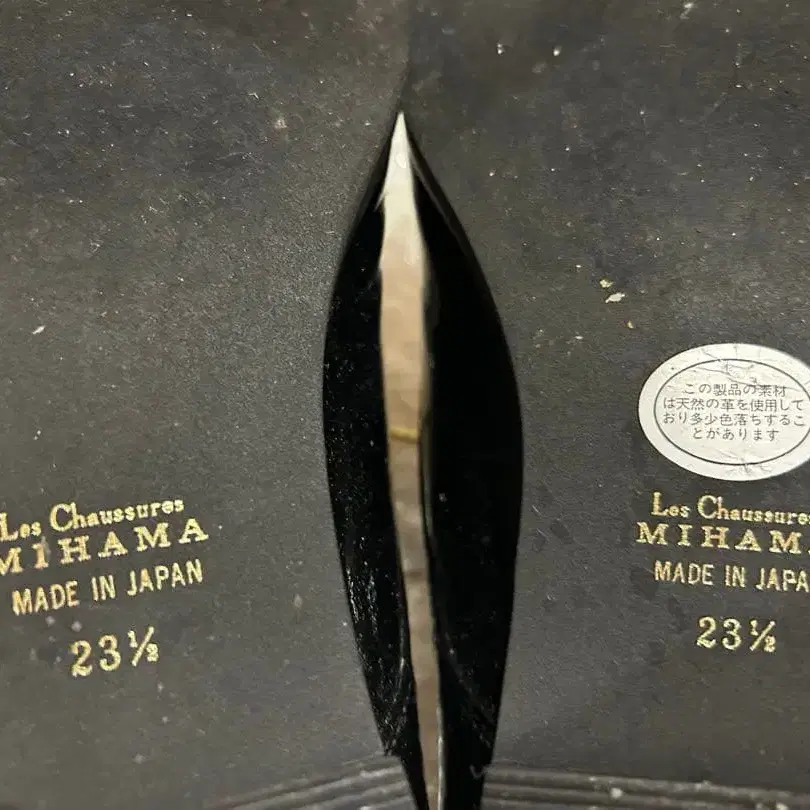 Les Chaussures
MIHAMA
MADE IN JAPAN
23½
この製品の素材
は天然の革を使用して
おり多少色落ちするこ
とがあります
Les Chaussures
MIHAMA
MADE IN JAPA
23½